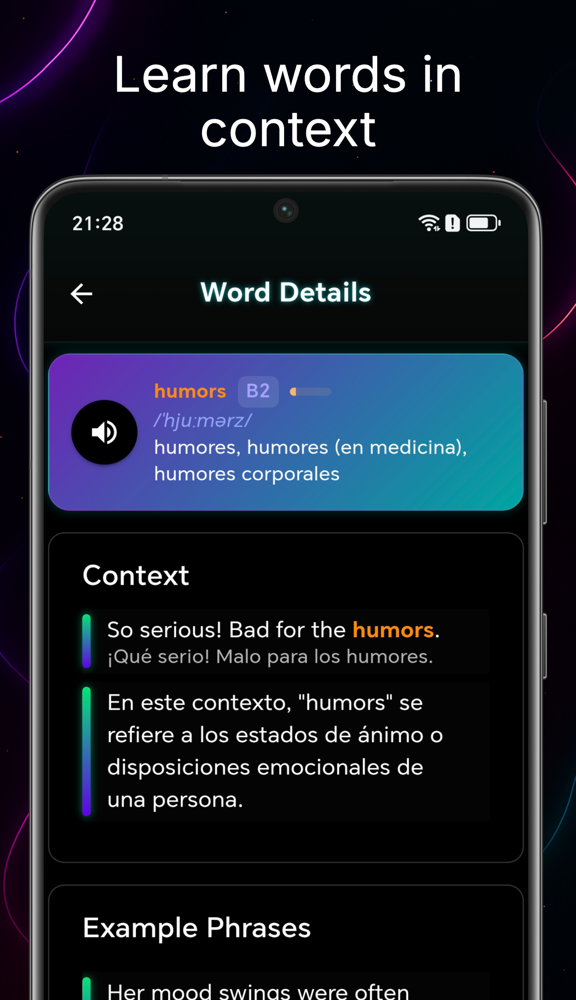 Learn words in
context
21:28
Word Details
humors B2
/ˈhjuːmərz/
humores, humores (en medicina),
humores corporales
Context
So serious! Bad for the humors.
¡Qué serio! Malo para los humores.
En este contexto, "humors" se
refiere a los estados de ánimo o
disposiciones emocionales de
una persona.
Example Phrases
Her mood swings were often